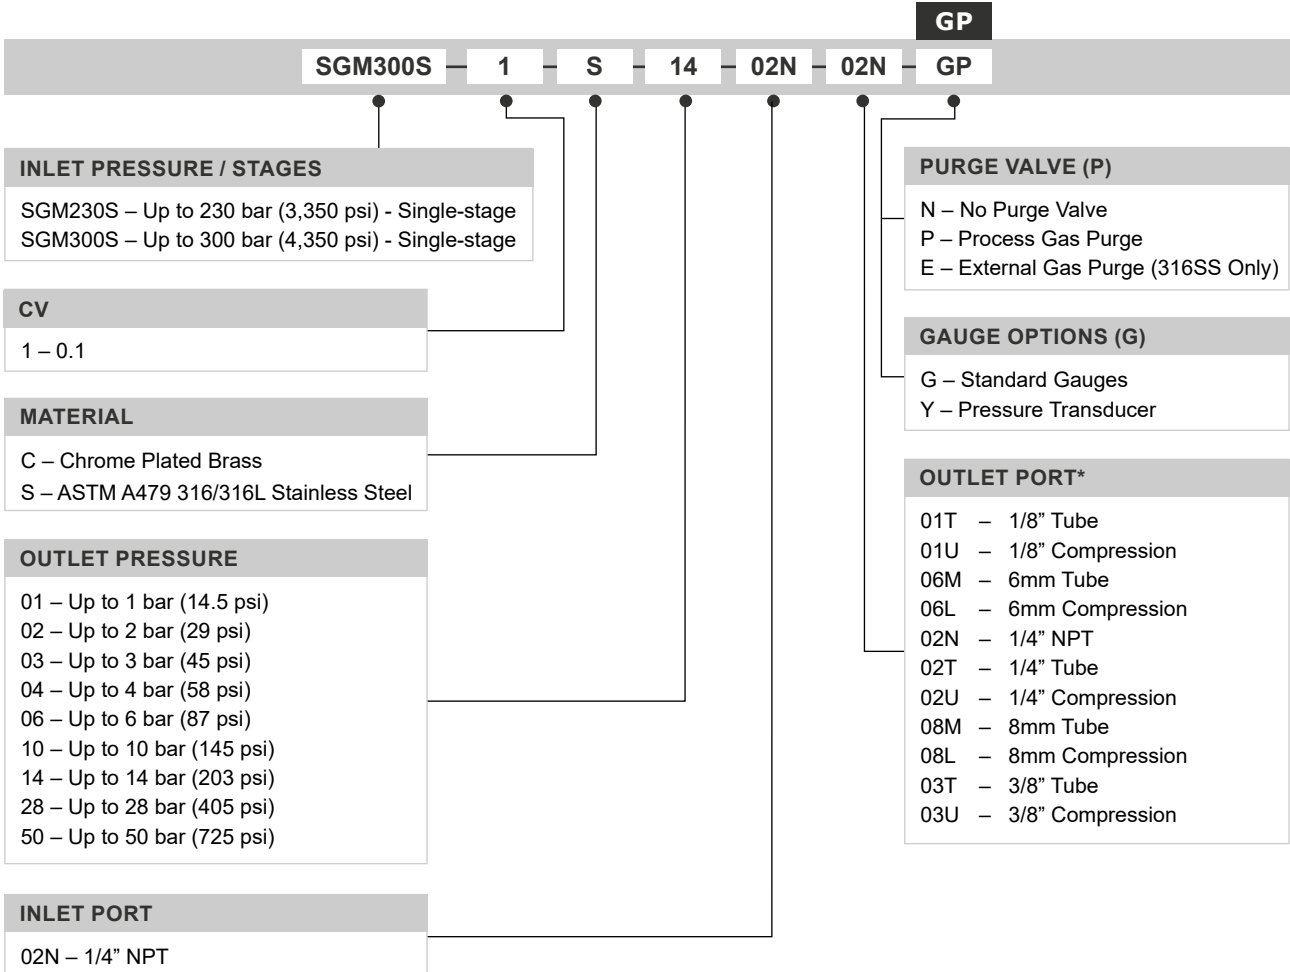 GP
SGM300S – 1 – S – 14 – 02N – 02N – GP
INLET PRESSURE / STAGES
SGM230S – Up to 230 bar (3,350 psi) - Single-stage
SGM300S – Up to 300 bar (4,350 psi) - Single-stage
CV
1 – 0.1
MATERIAL
C – Chrome Plated Brass
S – ASTM A479 316/316L Stainless Steel
OUTLET PRESSURE
01 – Up to 1 bar (14.5 psi)
02 – Up to 2 bar (29 psi)
03 – Up to 3 bar (45 psi)
04 – Up to 4 bar (58 psi)
06 – Up to 6 bar (87 psi)
10 – Up to 10 bar (145 psi)
14 – Up to 14 bar (203 psi)
28 – Up to 28 bar (405 psi)
50 – Up to 50 bar (725 psi)
INLET PORT
02N – 1/4” NPT
PURGE VALVE (P)
N – No Purge Valve
P – Process Gas Purge
E – External Gas Purge (316SS Only)
GAUGE OPTIONS (G)
G – Standard Gauges
Y – Pressure Transducer
OUTLET PORT*
01T – 1/8” Tube
01U – 1/8” Compression
06M – 6mm Tube
06L – 6mm Compression
02N – 1/4” NPT
02T – 1/4” Tube
02U – 1/4” Compression
08M – 8mm Tube
08L – 8mm Compression
03T – 3/8” Tube
03U – 3/8” Compression